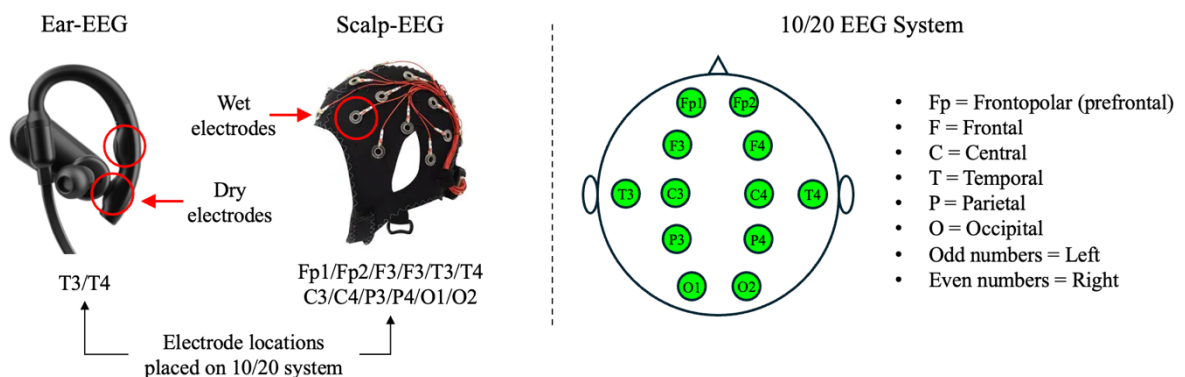 Ear-EEG
Scalp-EEG
Wet
electrodes
Dry
electrodes
T3/T4
Fp1/Fp2/F3/F3/T3/T4
C3/C4/P3/P4/O1/O2
Electrode locations
placed on 10/20 system
10/20 EEG System
Fp1 Fp2
F3 F4
T3 C3 C4 T4
P3 P4
O1 O2
• Fp = Frontopolar (prefrontal)
• F = Frontal
• C = Central
• T = Temporal
• P = Parietal
• O = Occipital
• Odd numbers = Left
• Even numbers = Right